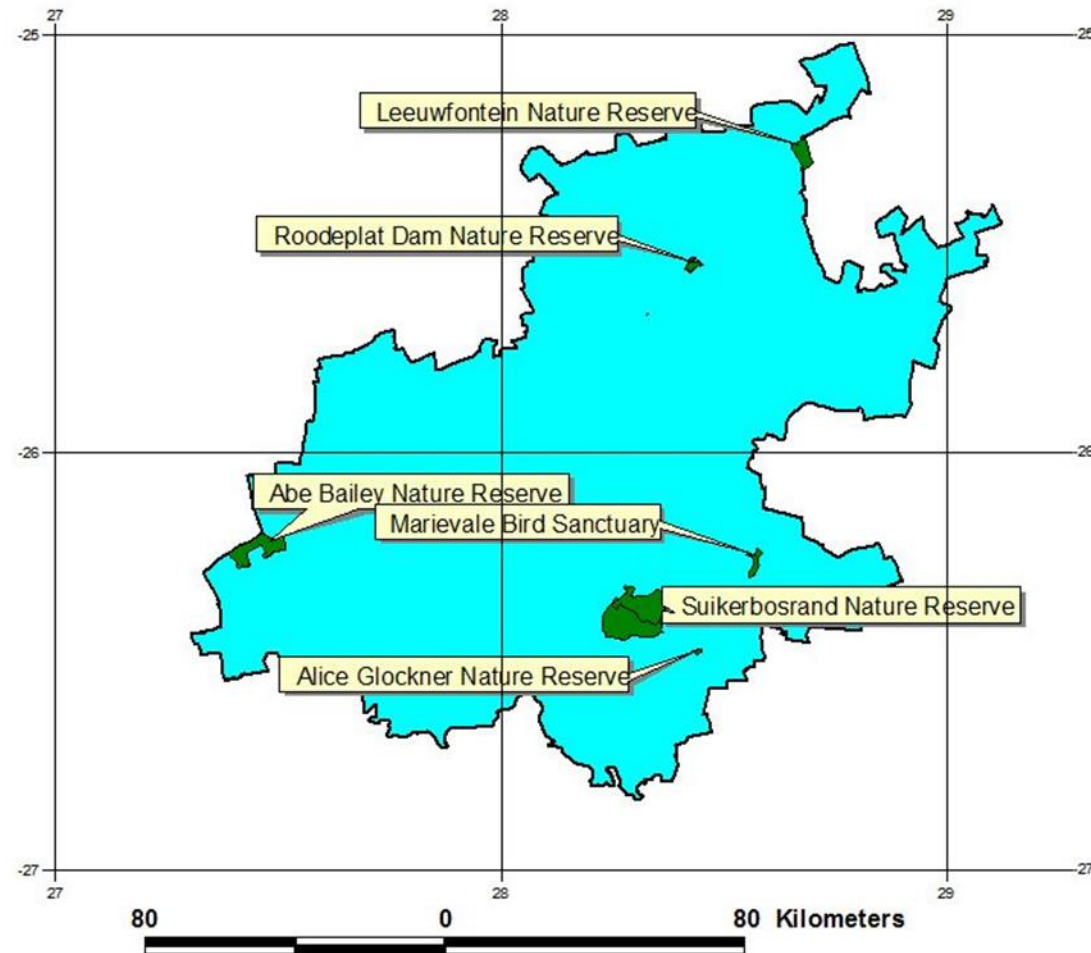 27 28 29
-25 -25
Leeuwfontein Nature Reserve
Roodeplat Dam Nature Reserve
-26 -26
Abe Bailey Nature Reserve
Marievale Bird Sanctuary
Suikerbosrand Nature Reserve
Alice Glockner Nature Reserve
-27 -27
27 28 29
80 0 80 Kilometers